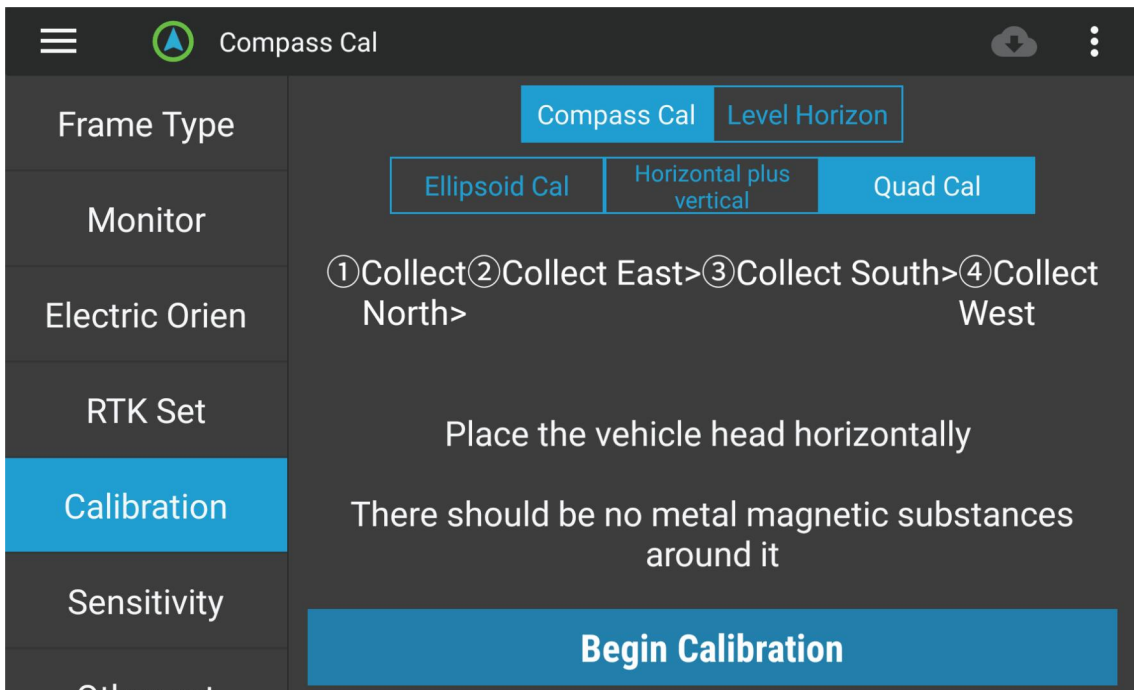 Compass Cal
Frame Type
Monitor
Electric Orien
RTK Set
Calibration
Sensitivity
Compass Cal
Level Horizon
Ellipsoid Cal
Horizontal plus
vertical
Quad Cal
①Collect②Collect East>③Collect South>④Collect
North> West
Place the vehicle head horizontally
There should be no metal magnetic substances
around it
Begin Calibration